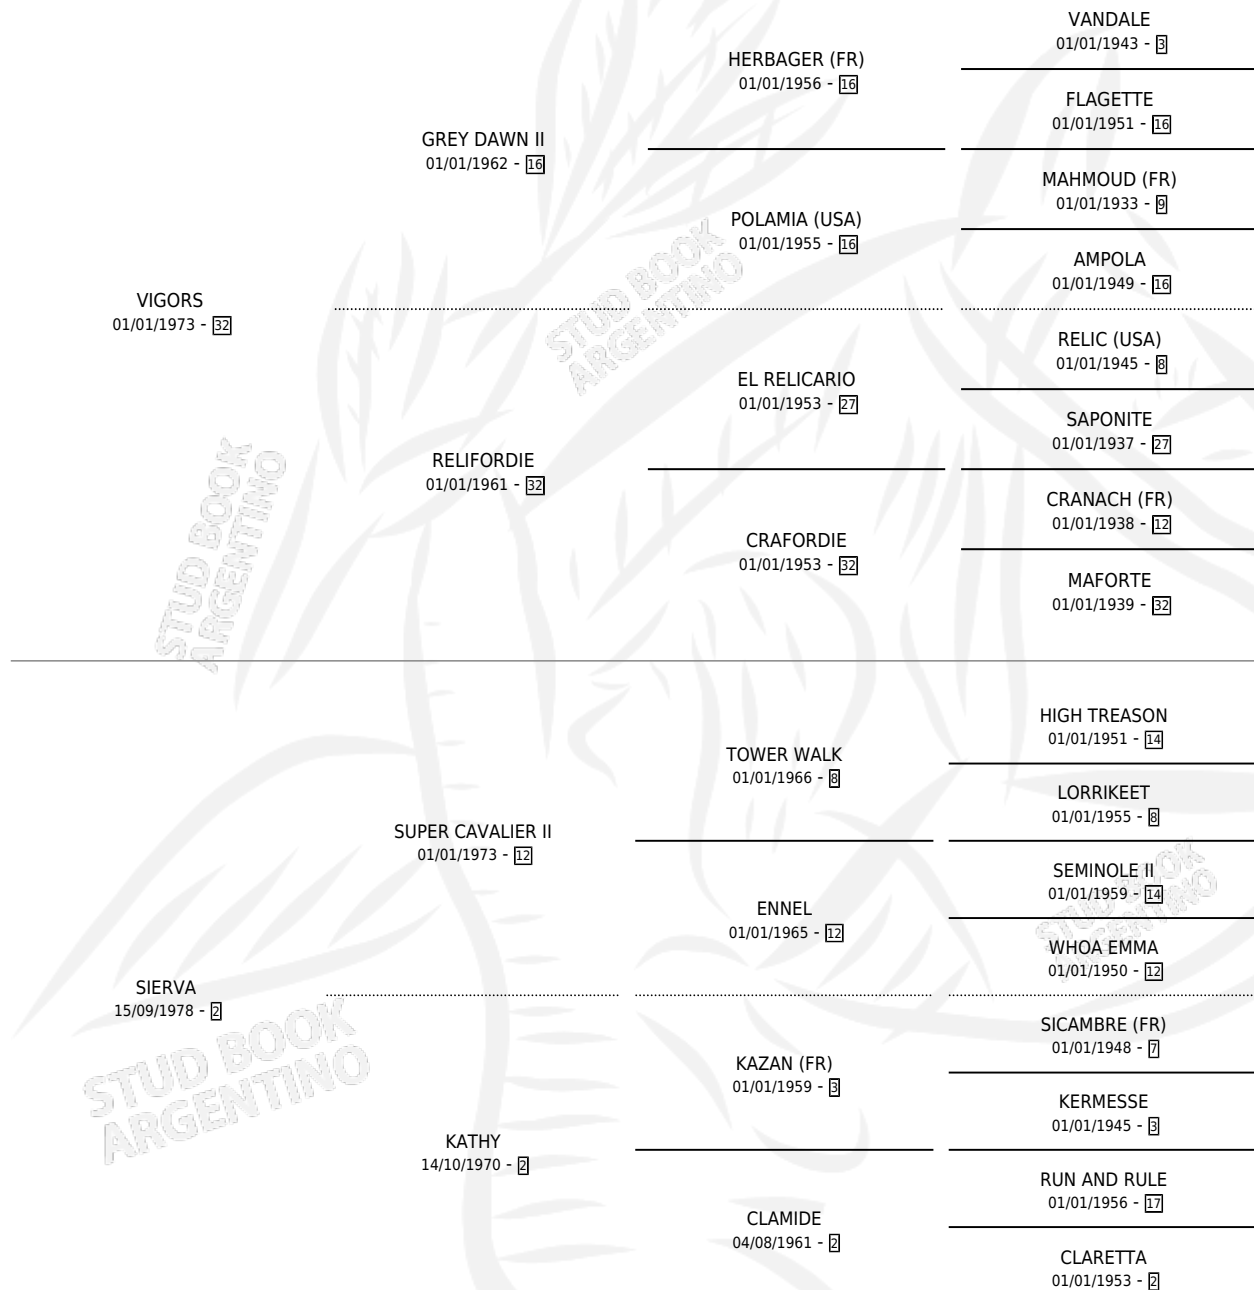 VANDALE
01/01/1943 - 3
HERBAGER (FR)
01/01/1956 - 16
FLAGETTE
01/01/1951 - 16
GREY DAWN II
01/01/1962 - 16
MAHMOUD (FR)
01/01/1933 - 9
POLAMIA (USA)
01/01/1955 - 16
AMPOLA
01/01/1949 - 16
VIGORS
01/01/1973 - 32
STUD BOOK
ARGENTINO
RELIC (USA)
01/01/1945 - 8
EL RELICARIO
01/01/1953 - 27
SAPONITE
01/01/1937 - 27
RELIFORDIE
01/01/1961 - 32
CRANACH (FR)
01/01/1938 - 12
CRAFORDIE
01/01/1953 - 32
MAFORTE
01/01/1939 - 32
STUD BOOK
ARGENTINO
HIGH TREASON
01/01/1951 - 14
TOWER WALK
01/01/1966 - 8
LORRIKEET
01/01/1955 - 8
SUPER CAVALIER II
01/01/1973 - 12
SEMINOLE II
01/01/1959 - 14
ENNEL
01/01/1965 - 12
WHOA EMMA
01/01/1950 - 12
STUD BOOK
ARGENTINO
SIERVA
15/09/1978 - 2
SICAMBRE (FR)
01/01/1948 - 7
KAZAN (FR)
01/01/1959 - 3
KERMESSE
01/01/1945 - 3
STUD BOOK
ARGENTINO
KATHY
14/10/1970 - 2
RUN AND RULE
01/01/1956 - 17
CLAMIDE
04/08/1961 - 2
CLARETTA
01/01/1953 - 2